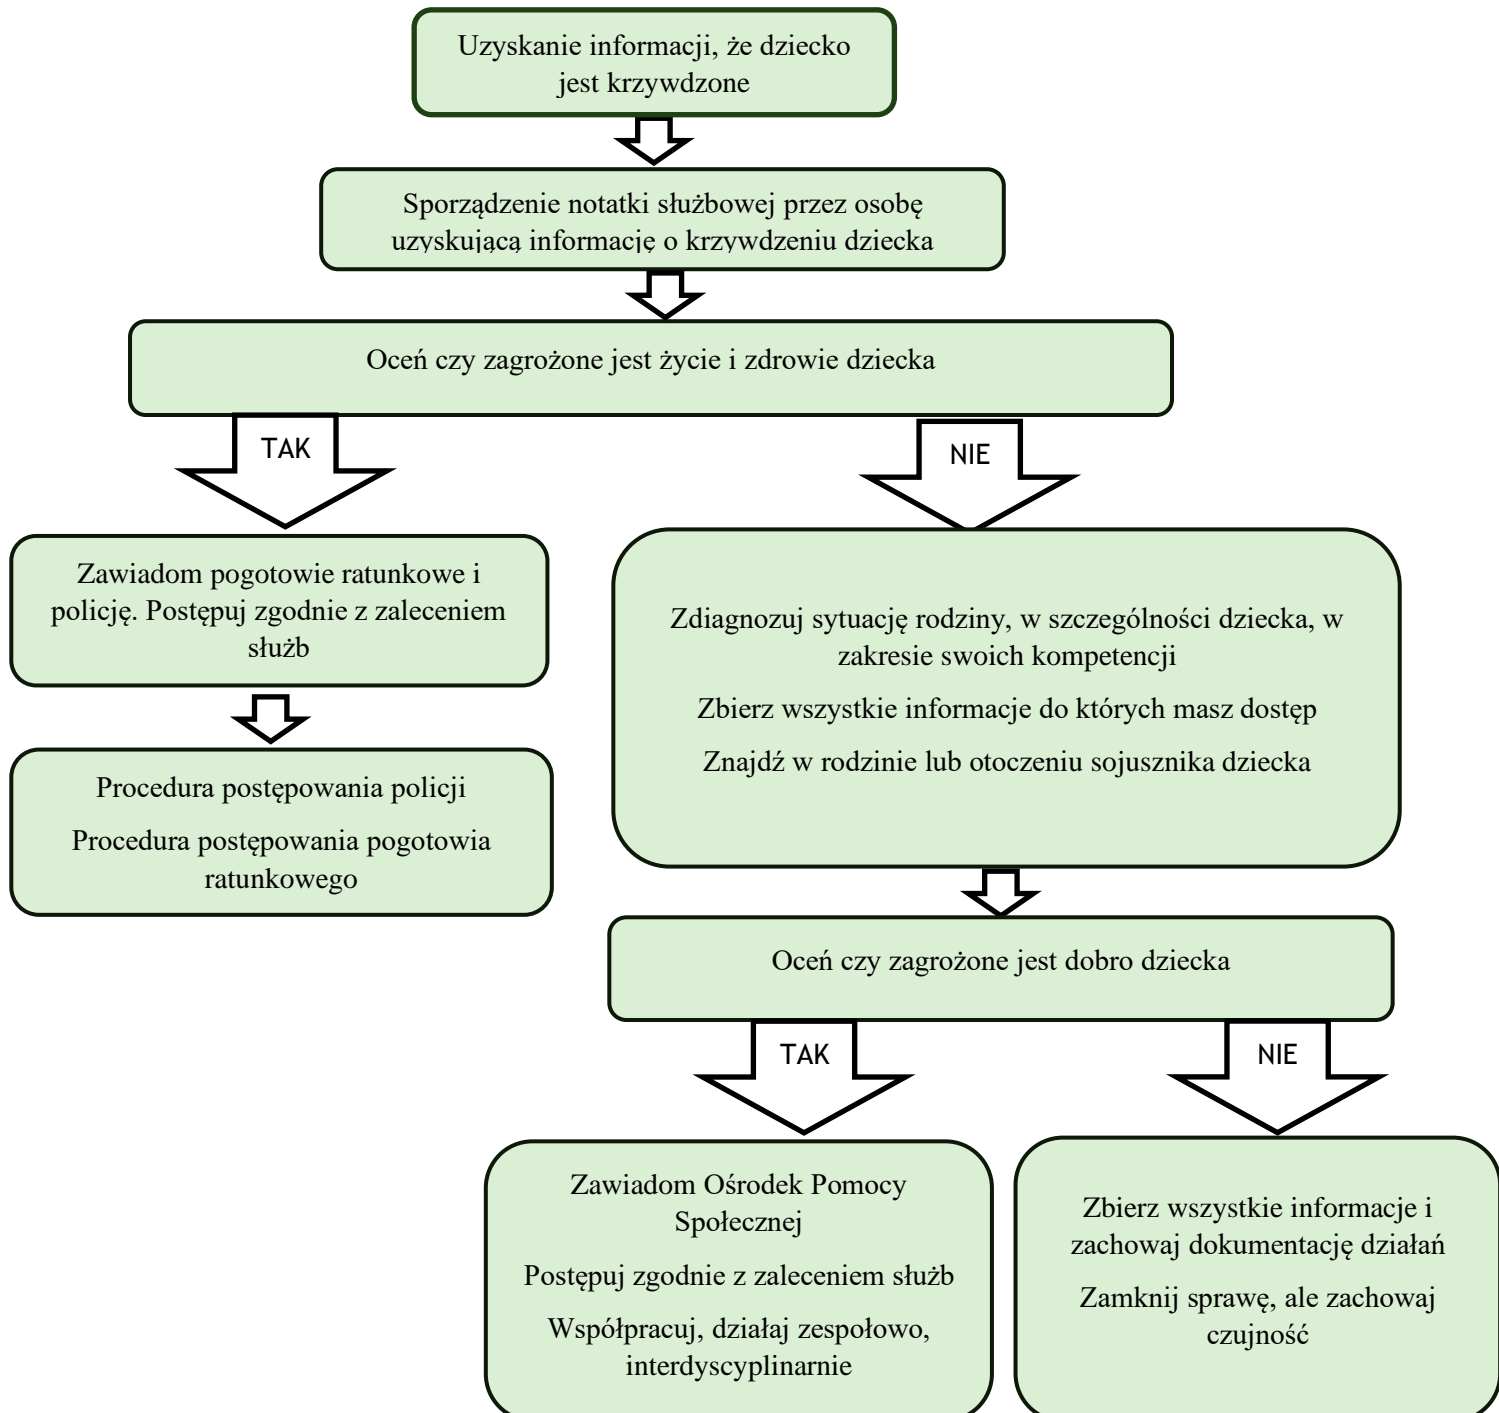 Uzyskanie informacji, że dziecko
jest krzywdzone
Sporządzenie notatki służbowej przez osobę
uzyskującą informację o krzywdzeniu dziecka
Oceń czy zagrożone jest życie i zdrowie dziecka
TAK
NIE
Zawiadom pogotowie ratunkowe i
policję. Postępuj zgodnie z zaleceniem
służb
Procedura postępowania policji
Procedura postępowania pogotowia
ratunkowego
Zdiagnozuj sytuację rodziny, w szczególności dziecka, w
zakresie swoich kompetencji
Zbierz wszystkie informacje do których masz dostęp
Znajdź w rodzinie lub otoczeniu sojusznika dziecka
Oceń czy zagrożone jest dobro dziecka
TAK
NIE
Zawiadom Ośrodek Pomocy
Społecznej
Postępuj zgodnie z zaleceniem służb
Współpracuj, działaj zespołowo,
interdyscyplinarnie
Zbierz wszystkie informacje i
zachowaj dokumentację działań
Zamknij sprawę, ale zachowaj
czujność